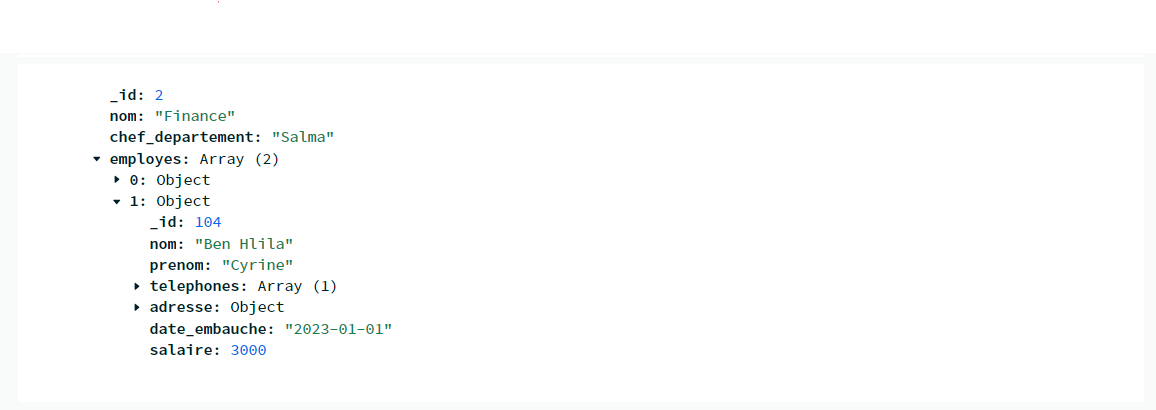 _id: 2
nom: "Finance"
chef_departement: "Salma"
employes: Array (2)
0: Object
1: Object
_id: 104
nom: "Ben Hlila"
prenom: "Cyrine"
telephones: Array (1)
adresse: Object
date_embauche: "2023-01-01"
salaire: 3000